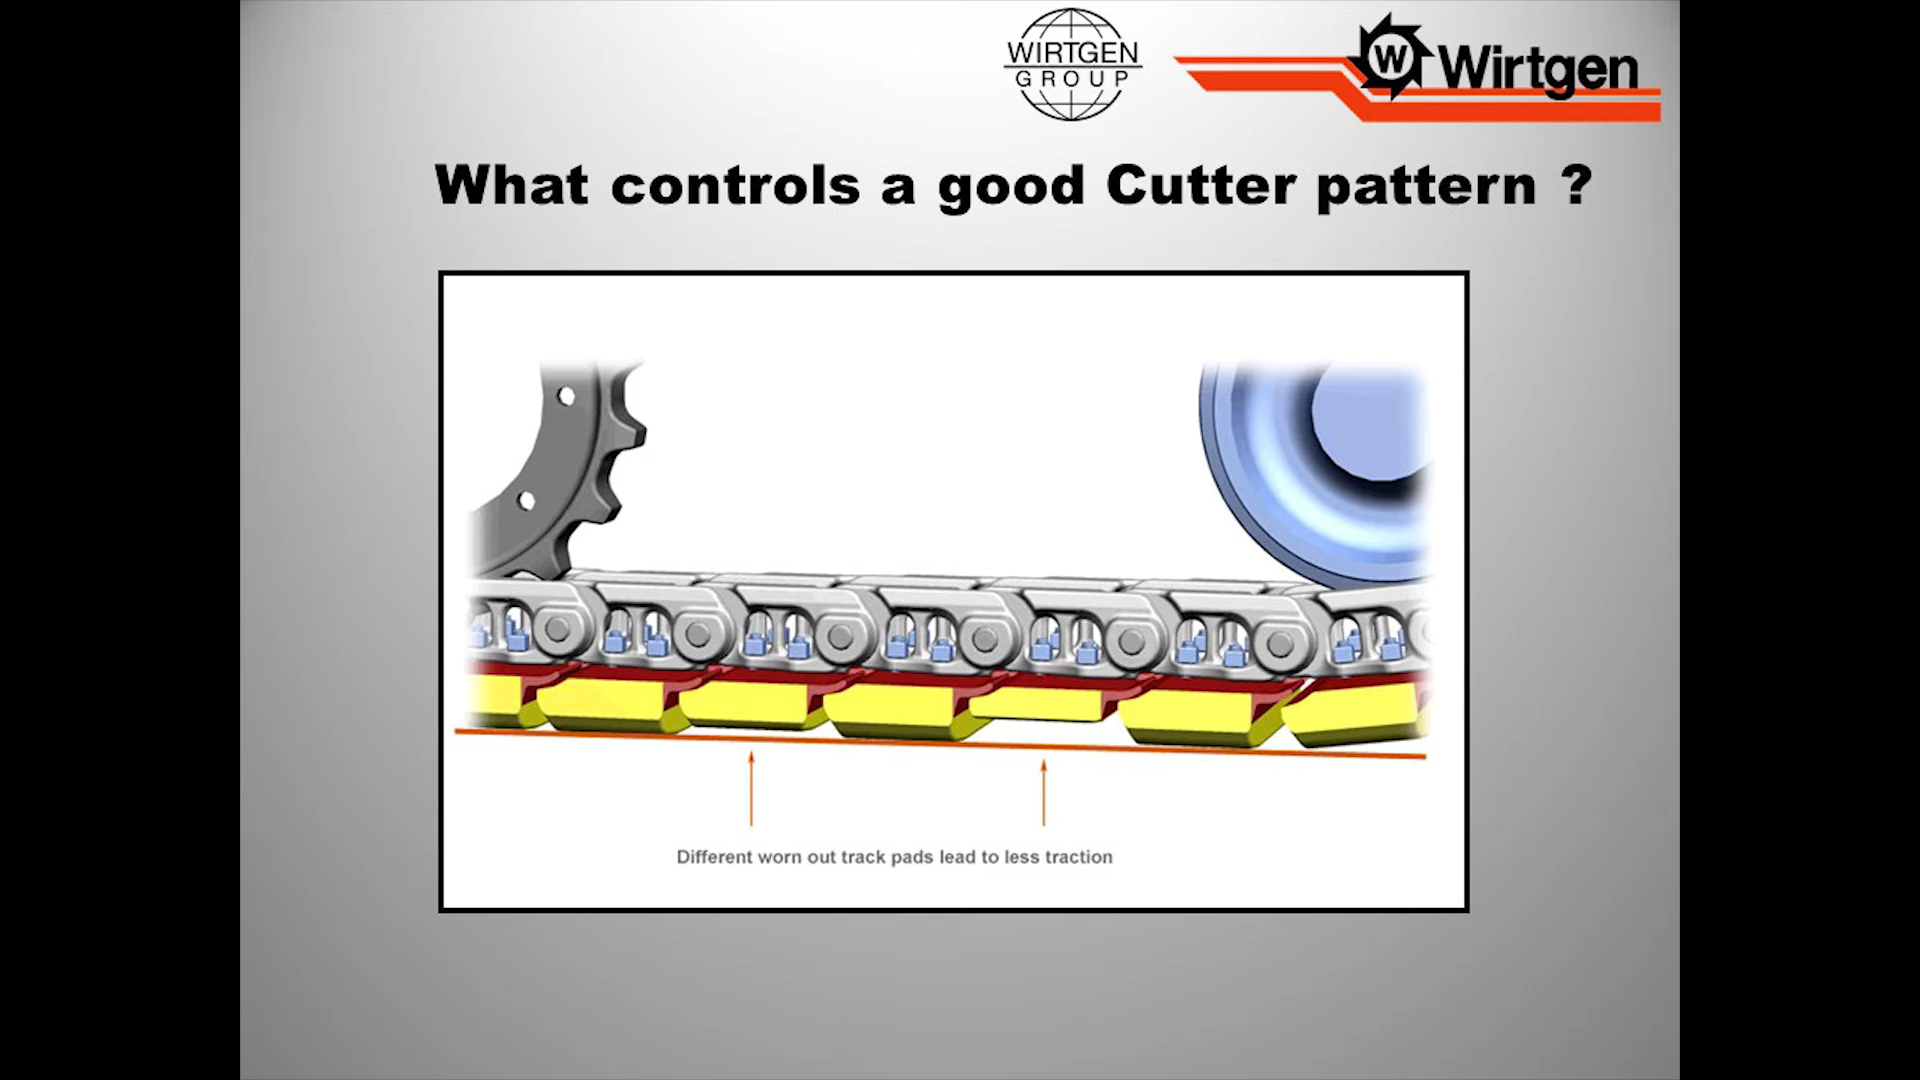 WIRTGEN
GROUP
W Wirtgen
What controls a good Cutter pattern ?
Different worn out track pads lead to less traction